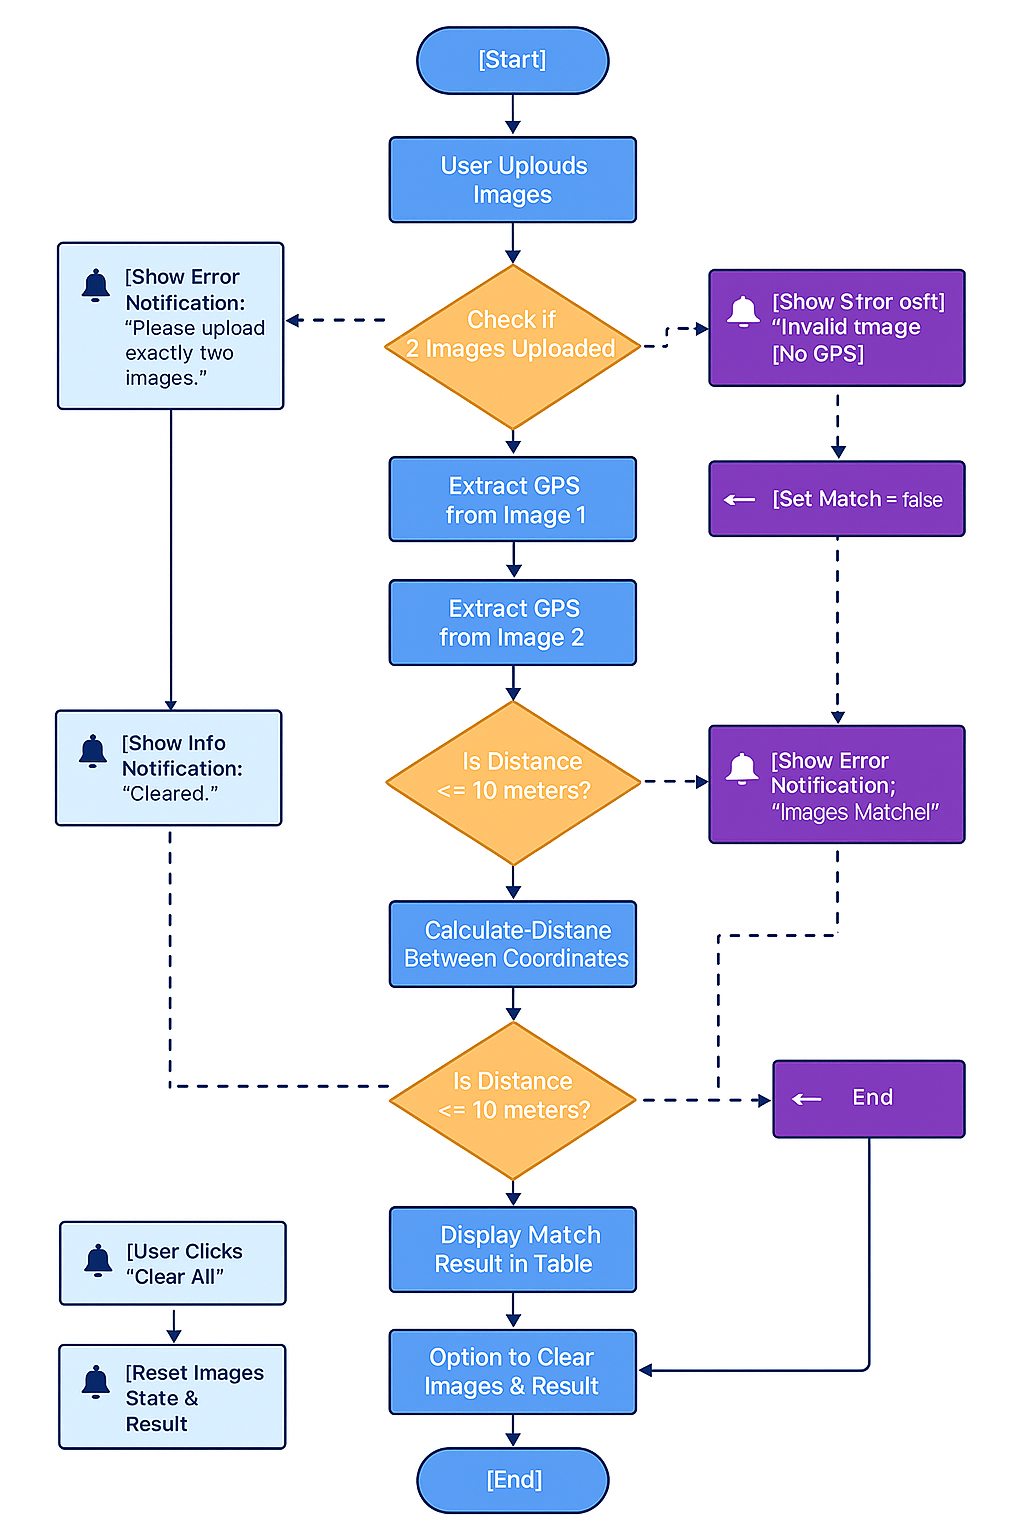 [Start]
User Uplouds
Images
[Show Error
Notification:
“Please upload
exactly two
images.”
Check if
2 Images Uploaded
[Show Stror osft]
“Invalid tmage
[No GPS]
Extract GPS
from Image 1
[Set Match = false
Extract GPS
from Image 2
[Show Info
Notification:
“Cleared.”
Is Distance
<= 10 meters?
[Show Error
Notification;
“Images Matchel”
Calculate-Distane
Between Coordinates
Is Distance
<= 10 meters?
End
[User Clicks
“Clear All”
Display Match
Result in Table
[Reset Images
State &
Result
Option to Clear
Images & Result
[End]